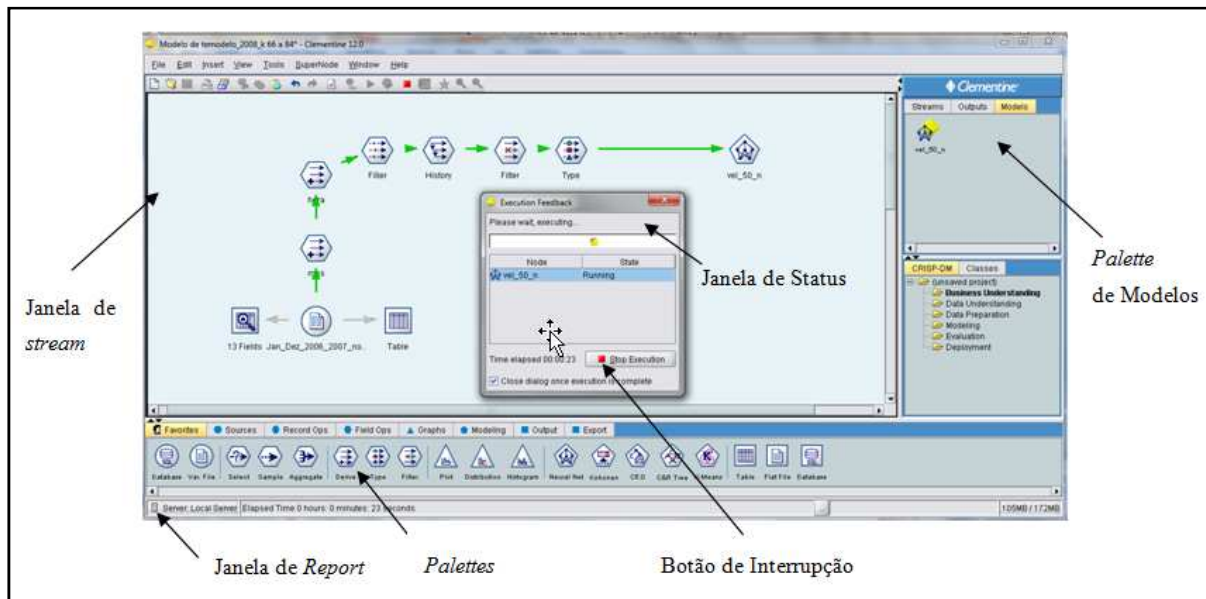 Modelo de temodelo_2008_k 66 a 84* - Clementine 12.0
File Edit Insert View Tools SuperNode Window Help
Clementine
Streams Outputs Models
vel_50_n
Filler History Filter Type vel_50_n
Execution Feedback
Please wait, executing...
Node State
vel_50_n Running
Time elapsed 00:00:23 Stop Execution
Close dialog once execution is complete
13 Fields Jan_Dez_2006_2007_no... Table
CRISP-DM Classes
(unsaved project)
Business Understanding
Data Understanding
Data Preparation
Modeling
Evaluation
Deployment
Janela de
stream
Janela de Status
Palette
de Modelos
Favorites Sources Record Ops Field Ops Graphs Modeling Output Export
Database Var. File Select Sample Aggregate Derive Type Filter Plot Distribution Histogram Neural Net Kohonen C5.0 C&R Tree K-Means Table Flat File Database
Server: Local Server Elapsed Time 0 hours: 0 minutes: 23 seconds 105MB / 172MB
Janela de Report
Palettes
Botão de Interrupção